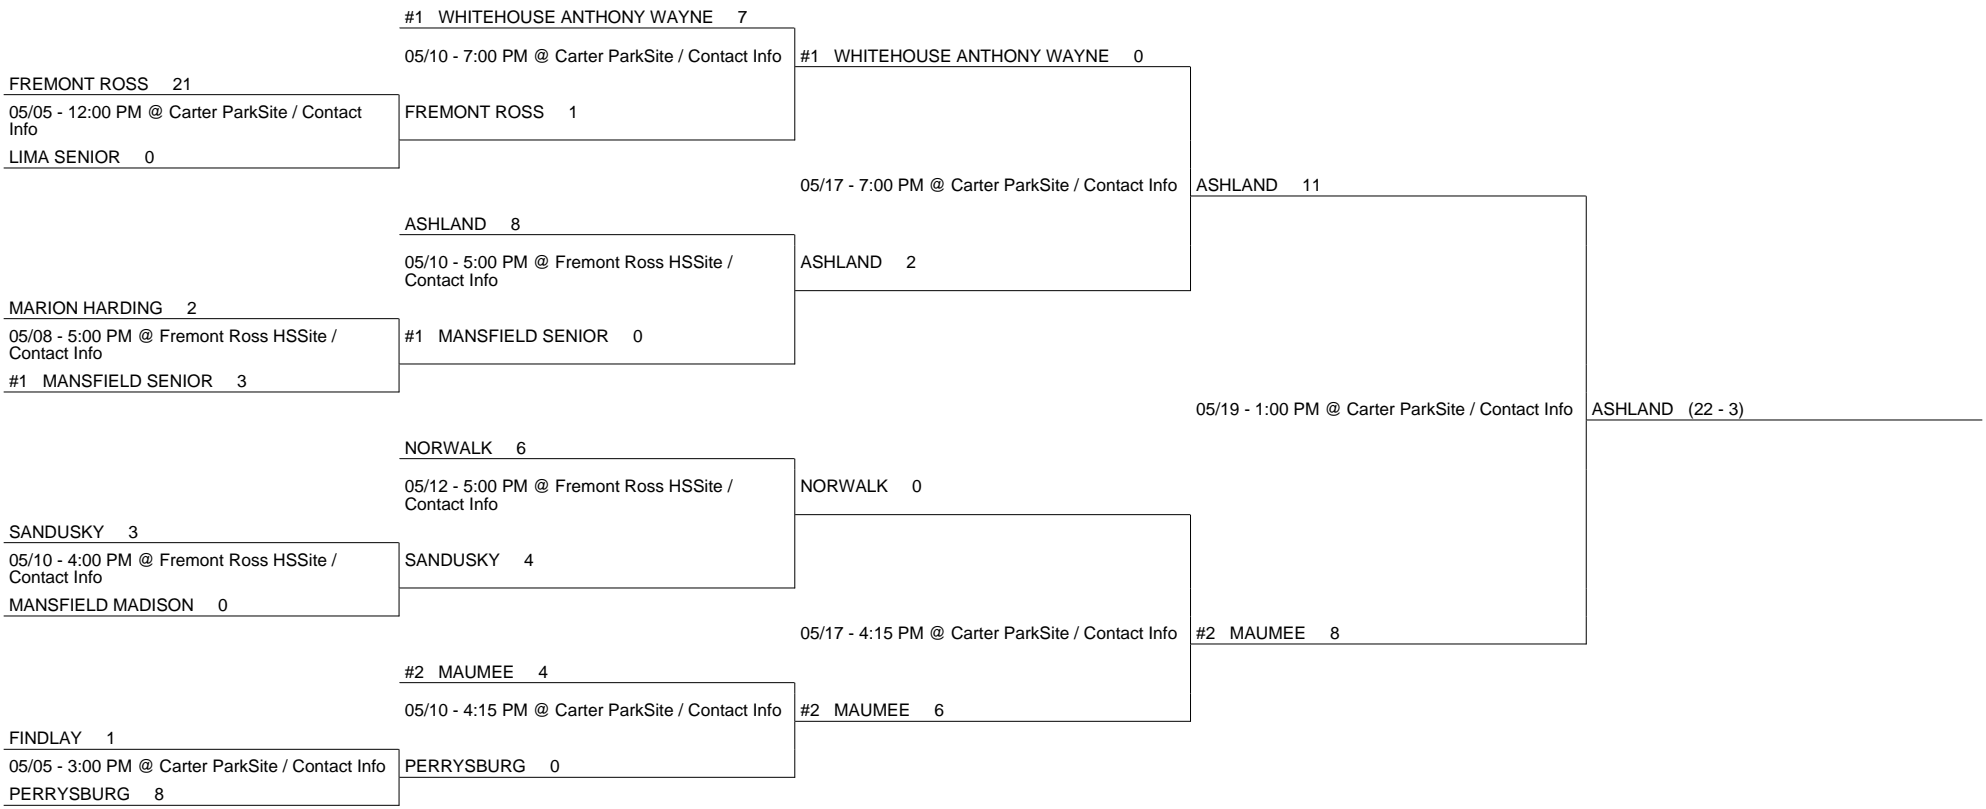 #1 WHITEHOUSE ANTHONY WAYNE 7
05/10 - 7:00 PM @ Carter ParkSite / Contact Info
#1 WHITEHOUSE ANTHONY WAYNE 0
FREMONT ROSS 21
05/05 - 12:00 PM @ Carter ParkSite / Contact
Info
FREMONT ROSS 1
LIMA SENIOR 0
05/17 - 7:00 PM @ Carter ParkSite / Contact Info
ASHLAND 11
ASHLAND 8
05/10 - 5:00 PM @ Fremont Ross HSSite /
Contact Info
ASHLAND 2
MARION HARDING 2
05/08 - 5:00 PM @ Fremont Ross HSSite /
Contact Info
#1 MANSFIELD SENIOR 0
#1 MANSFIELD SENIOR 3
05/19 - 1:00 PM @ Carter ParkSite / Contact Info
ASHLAND (22 - 3)
NORWALK 6
05/12 - 5:00 PM @ Fremont Ross HSSite /
Contact Info
NORWALK 0
SANDUSKY 3
05/10 - 4:00 PM @ Fremont Ross HSSite /
Contact Info
SANDUSKY 4
MANSFIELD MADISON 0
05/17 - 4:15 PM @ Carter ParkSite / Contact Info
#2 MAUMEE 8
#2 MAUMEE 4
05/10 - 4:15 PM @ Carter ParkSite / Contact Info
#2 MAUMEE 6
FINDLAY 1
05/05 - 3:00 PM @ Carter ParkSite / Contact Info
PERRYSBURG 0
PERRYSBURG 8